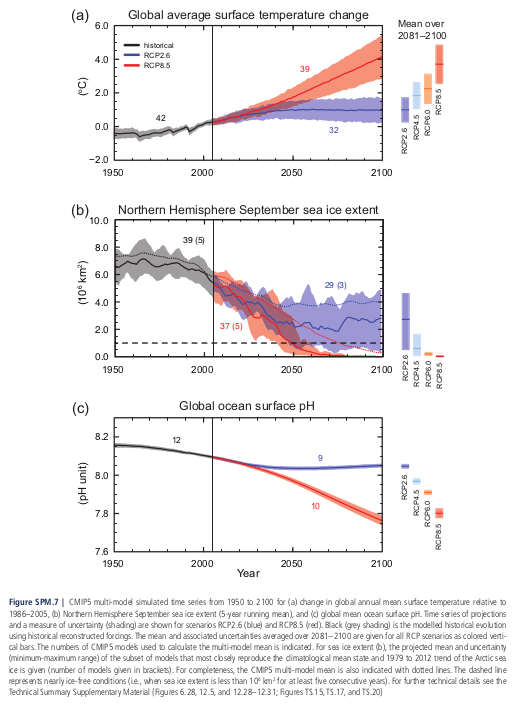 (a) Global average surface temperature change
Mean over
2081–2100
6.0
historical
RCP2.6
RCP8.5
4.0
39
(°C)
2.0
42
0.0
32
−2.0
1950 2000 2050 2100
RCP2.6
RCP4.5
RCP6.0
RCP8.5
(b) Northern Hemisphere September sea ice extent
10.0
39 (5)
8.0
6.0
29 (3)
(10⁶ km²)
4.0
37 (5)
2.0
0.0
1950 2000 2050 2100
RCP2.6
RCP4.5
RCP6.0
RCP8.5
(c) Global ocean surface pH
12
8.2
9
8.0
(pH unit)
10
7.8
7.6
1950 2000 2050 2100
Year
RCP2.6
RCP4.5
RCP6.0
RCP8.5
Figure SPM.7 | CMIP5 multi-model simulated time series from 1950 to 2100 for (a) change in global annual mean surface temperature relative to
1986–2005, (b) Northern Hemisphere September sea ice extent (5-year running mean), and (c) global mean ocean surface pH. Time series of projections
and a measure of uncertainty (shading) are shown for scenarios RCP2.6 (blue) and RCP8.5 (red). Black (grey shading) is the modelled historical evolution
using historical reconstructed forcings. The mean and associated uncertainties averaged over 2081–2100 are given for all RCP scenarios as colored verti-
cal bars. The numbers of CMIP5 models used to calculate the multi-model mean is indicated. For sea ice extent (b), the projected mean and uncertainty
(minimum-maximum range) of the subset of models that most closely reproduce the climatological mean state and 1979 to 2012 trend of the Arctic sea
ice is given (number of models given in brackets). For completeness, the CMIP5 multi-model mean is also indicated with dotted lines. The dashed line
represents nearly ice-free conditions (i.e., when sea ice extent is less than 10⁶ km² for at least five consecutive years). For further technical details see the
Technical Summary Supplementary Material {Figures 6.28, 12.5, and 12.28–12.31; Figures TS.15, TS.17, and TS.20}